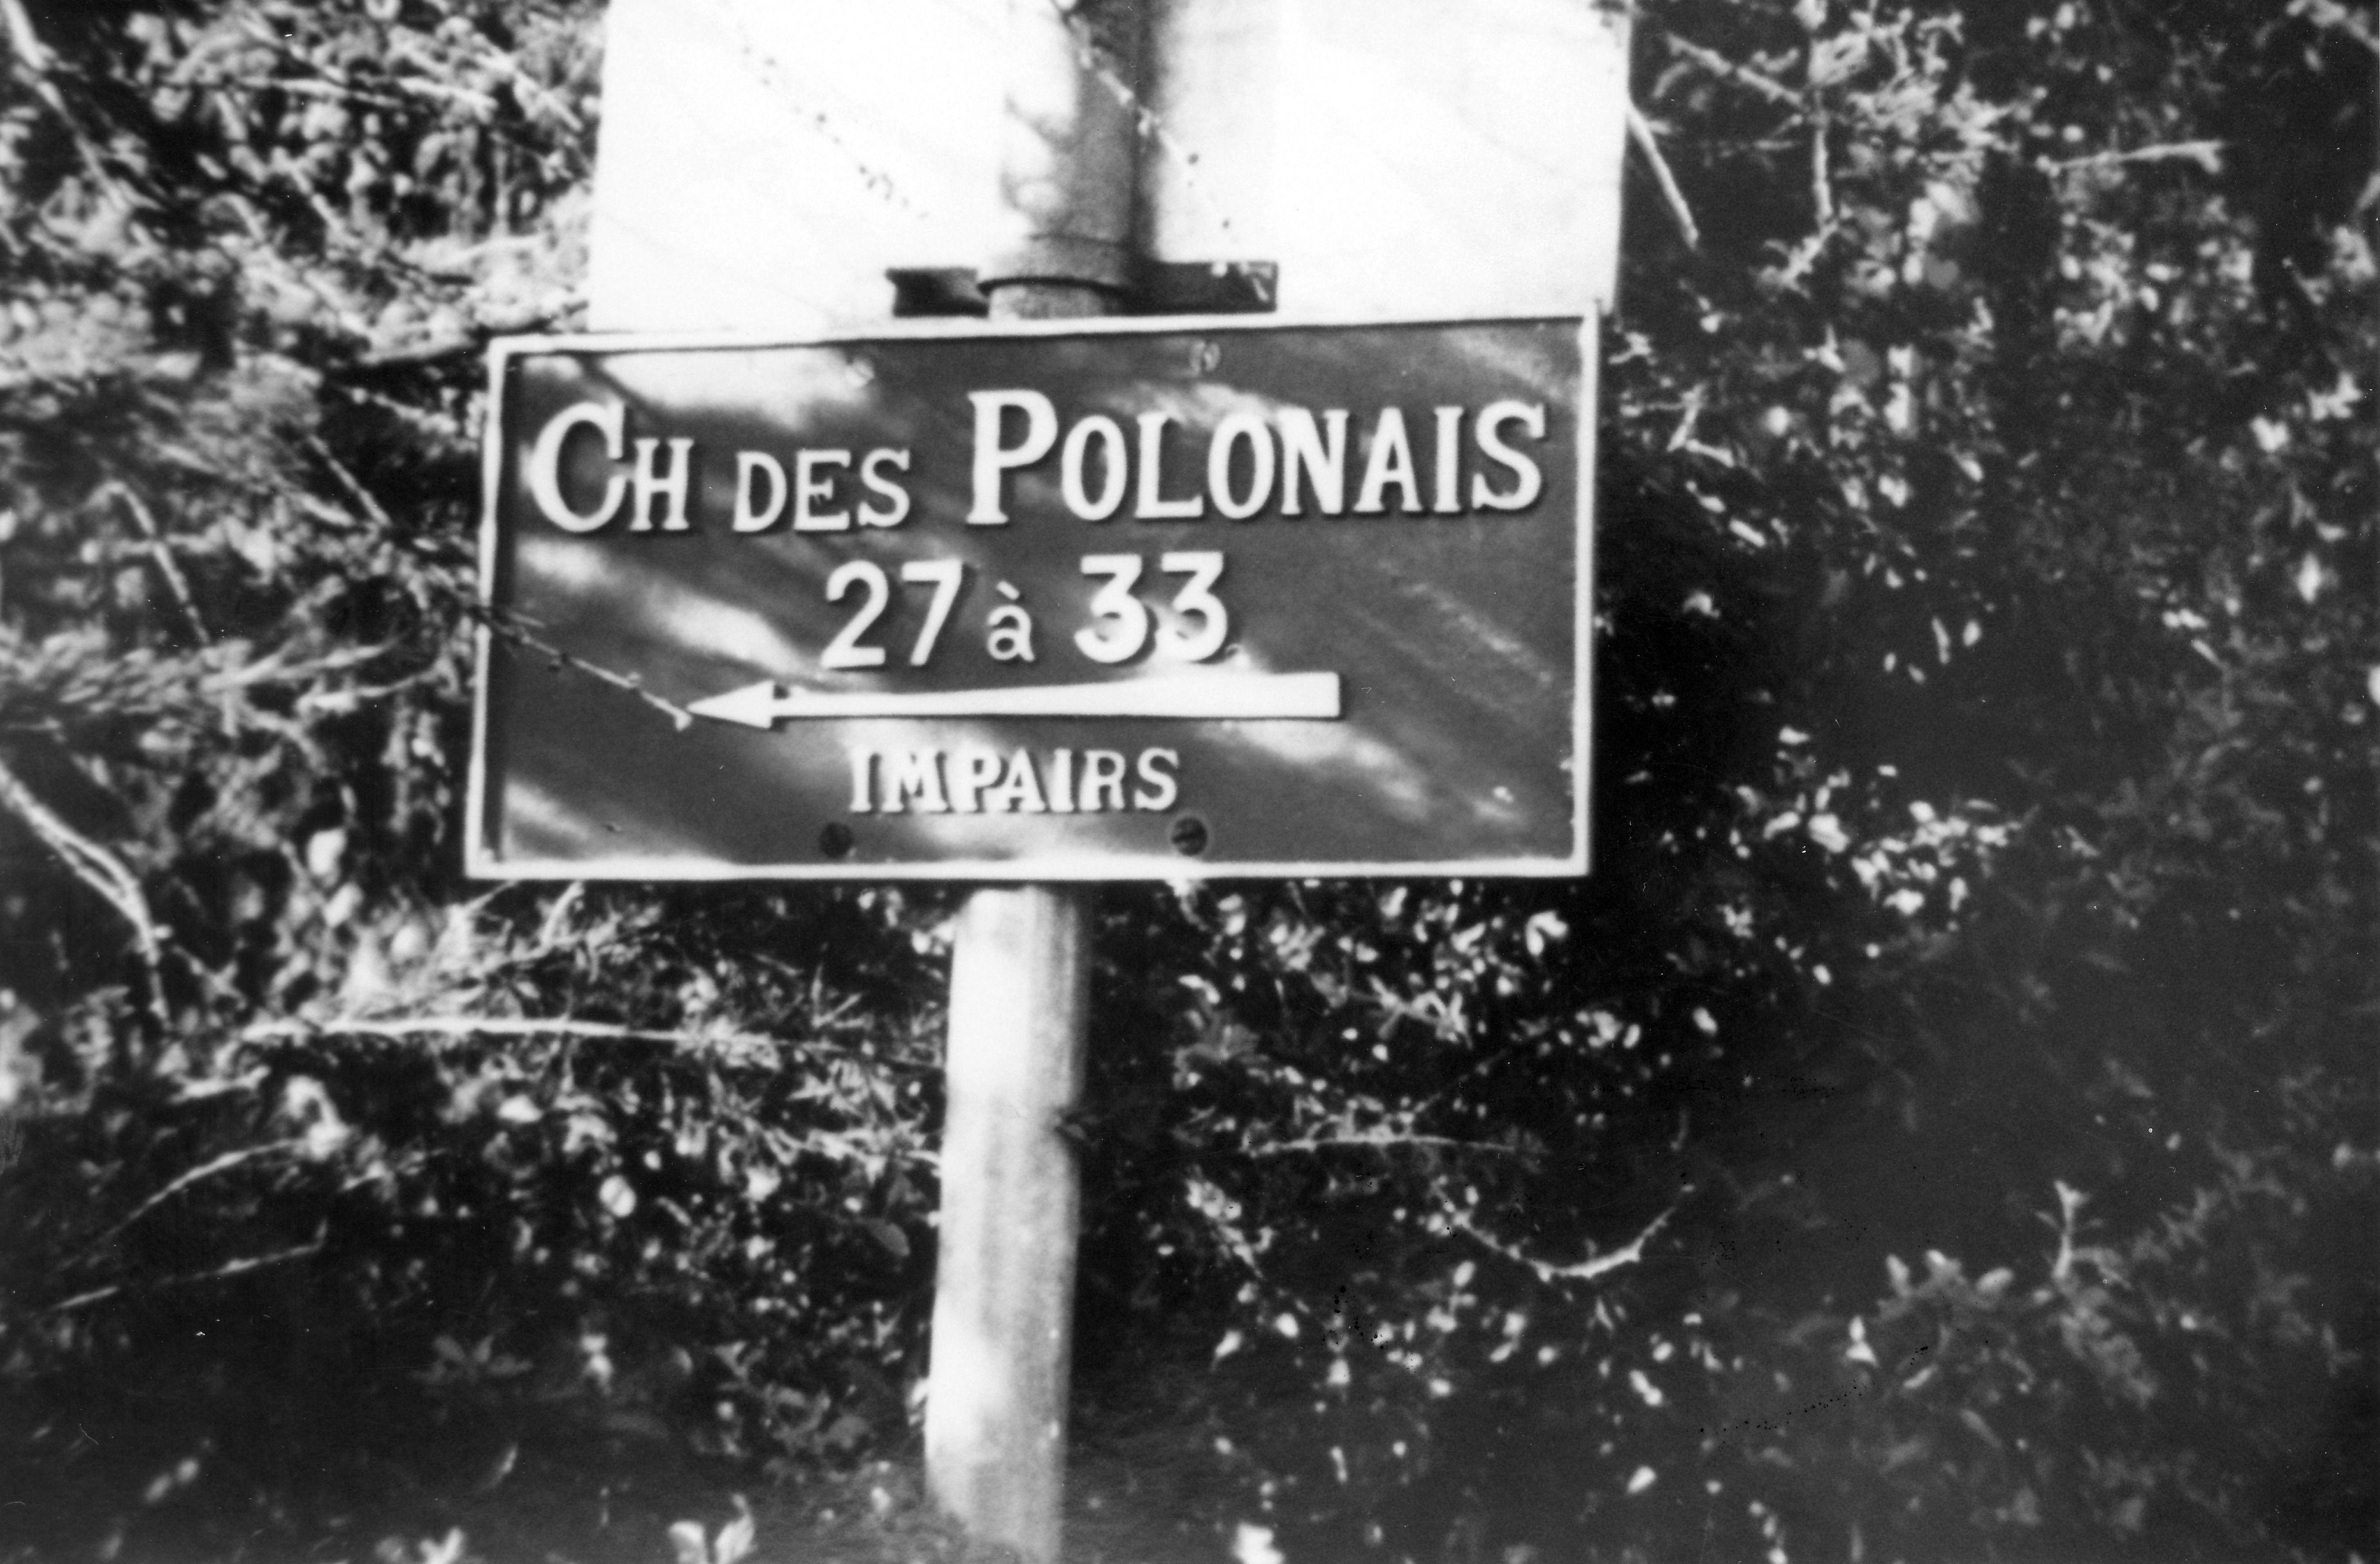 CH DES POLONAIS
27 à 33
IMPAIRS